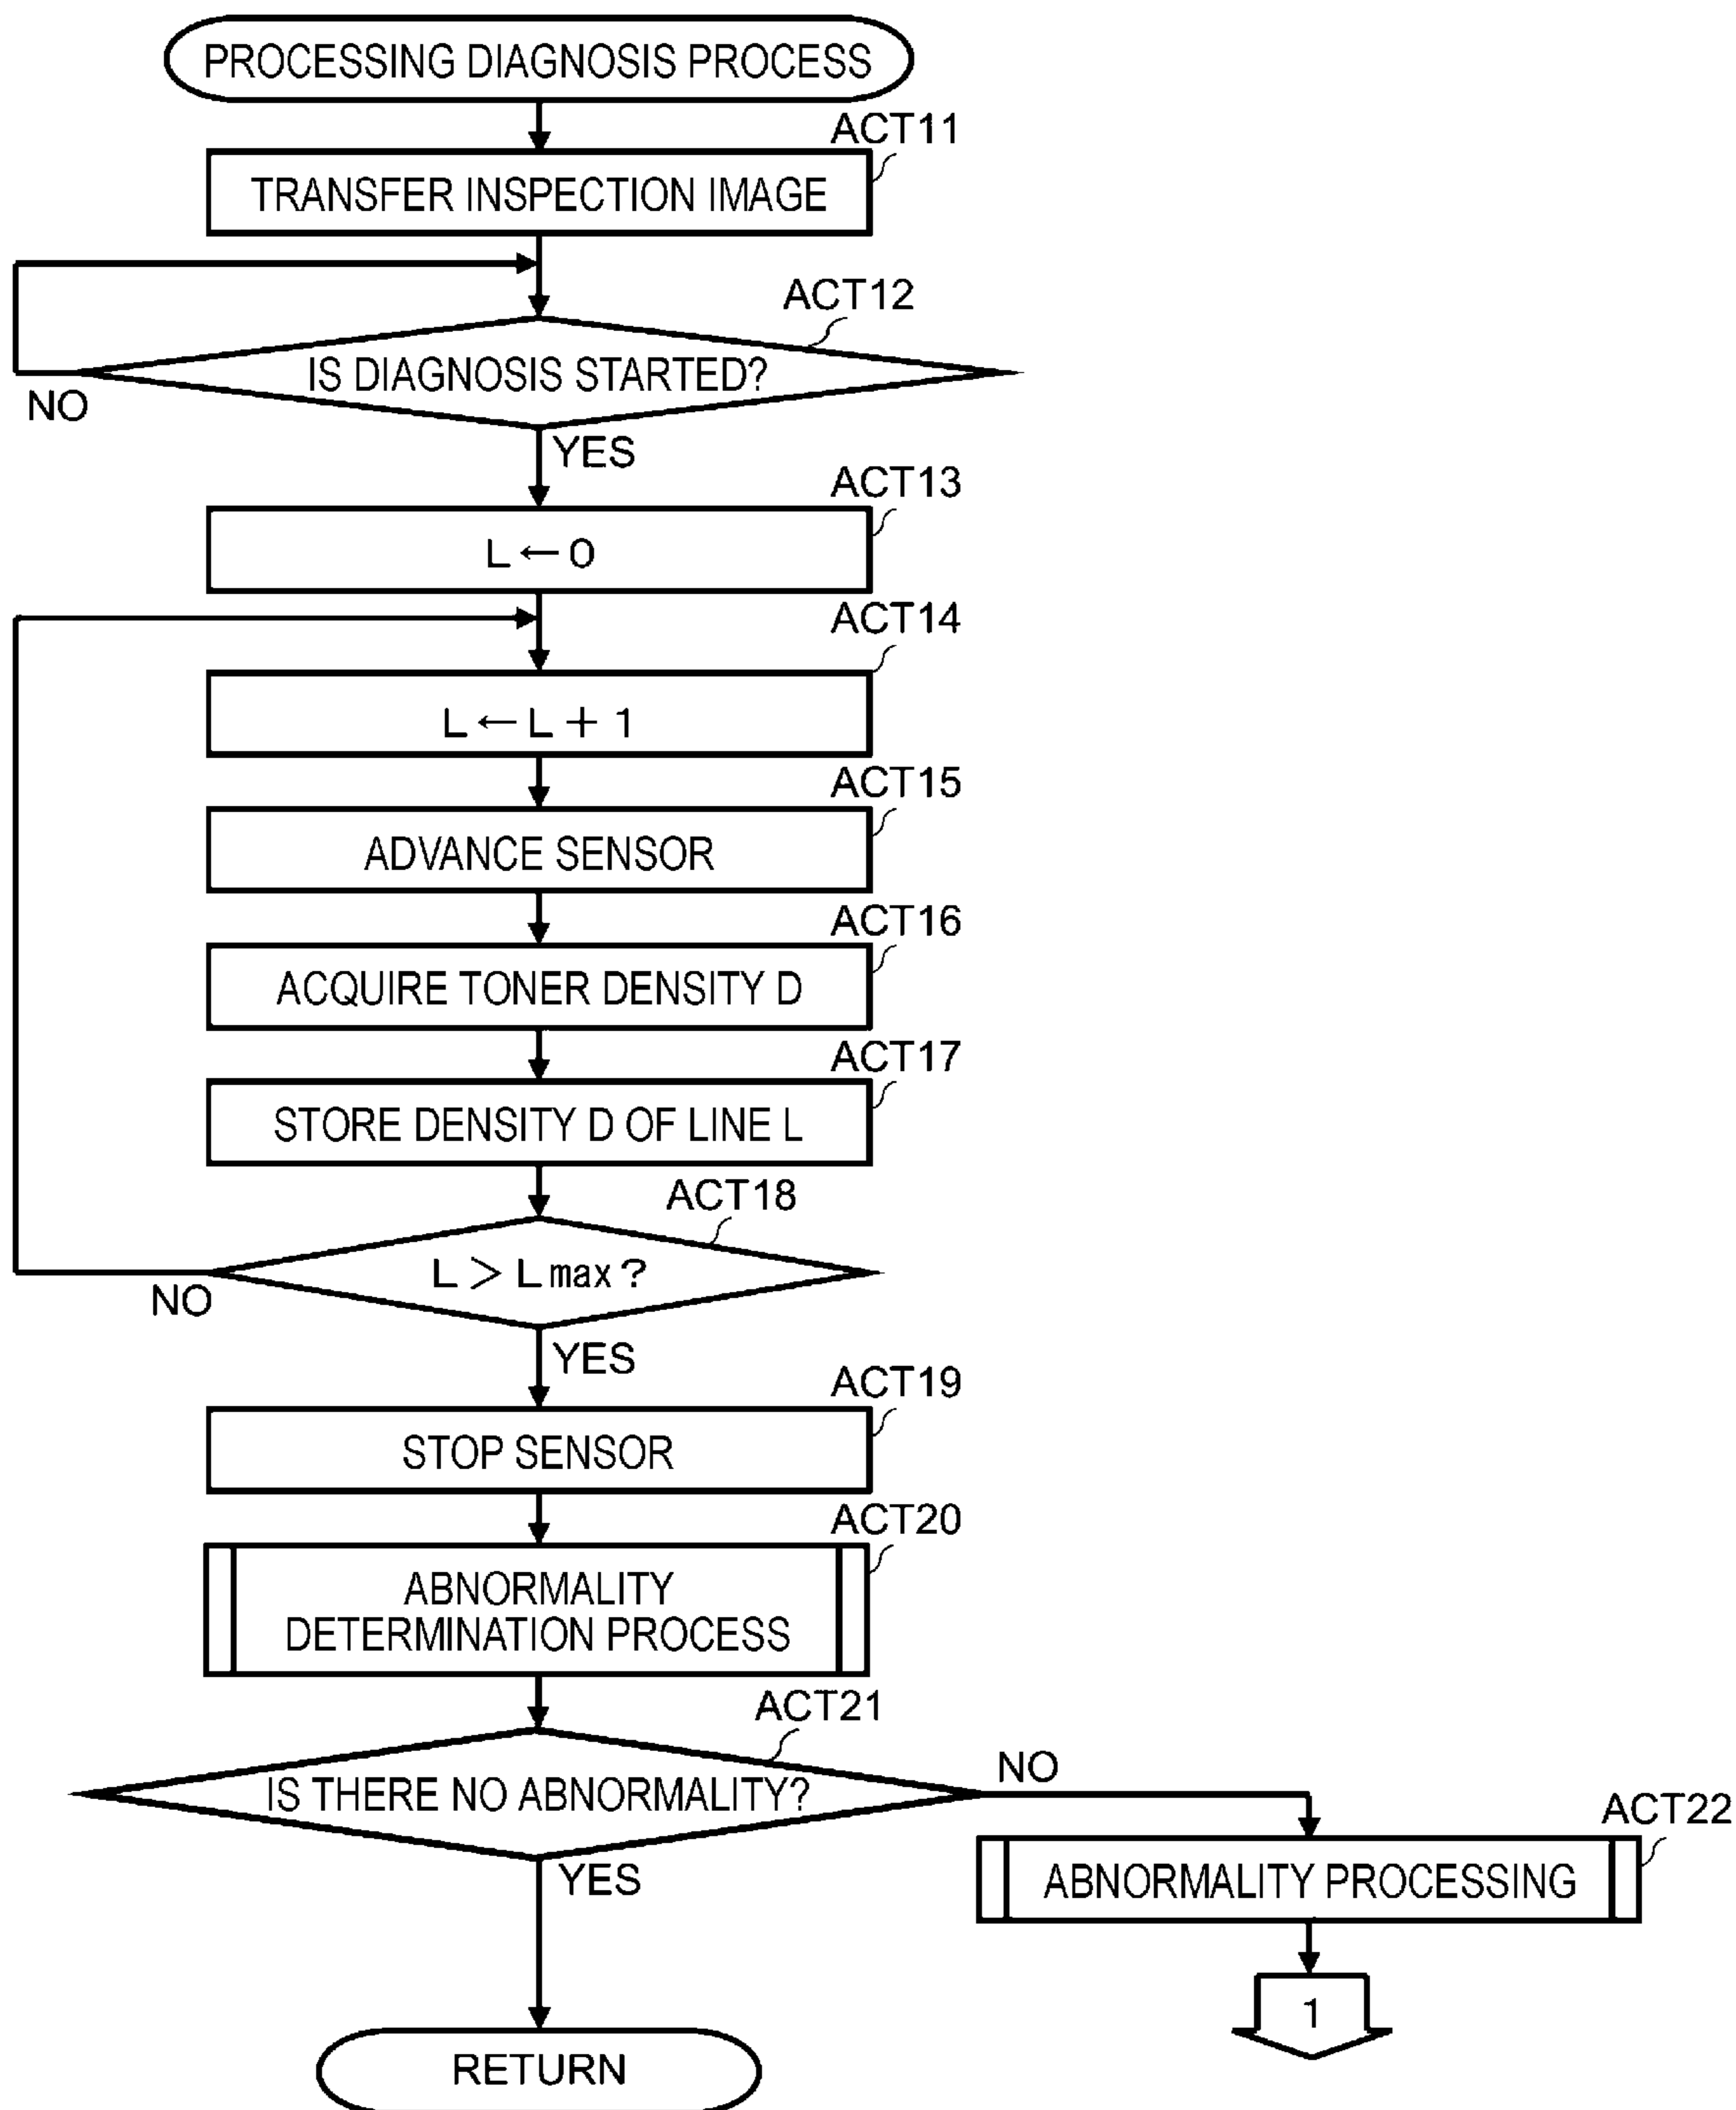 PROCESSING DIAGNOSIS PROCESS
ACT11
TRANSFER INSPECTION IMAGE
ACT12
IS DIAGNOSIS STARTED?
NO
YES
ACT13
L ← 0
ACT14
L ← L + 1
ACT15
ADVANCE SENSOR
ACT16
ACQUIRE TONER DENSITY D
ACT17
STORE DENSITY D OF LINE L
ACT18
L > Lmax ?
NO
YES
ACT19
STOP SENSOR
ACT20
ABNORMALITY
DETERMINATION PROCESS
ACT21
IS THERE NO ABNORMALITY?
NO
YES
ACT22
ABNORMALITY PROCESSING
1
RETURN